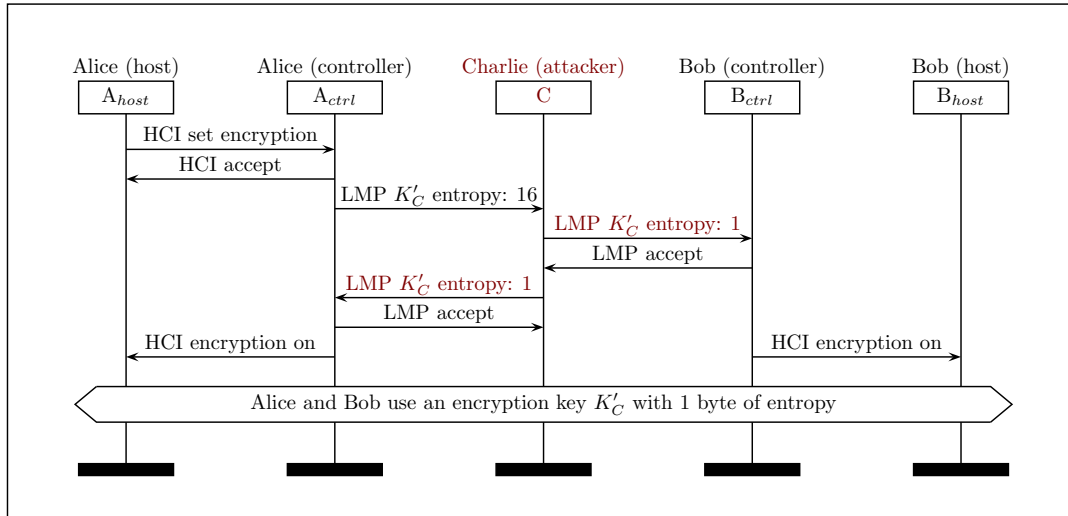 Alice (host) Alice (controller) Charlie (attacker) Bob (controller) Bob (host)
A_host A_ctrl C B_ctrl B_host
HCI set encryption
HCI accept
LMP K′_C entropy: 16
LMP K′_C entropy: 1
LMP accept
LMP K′_C entropy: 1
LMP accept
HCI encryption on HCI encryption on
Alice and Bob use an encryption key K′_C with 1 byte of entropy